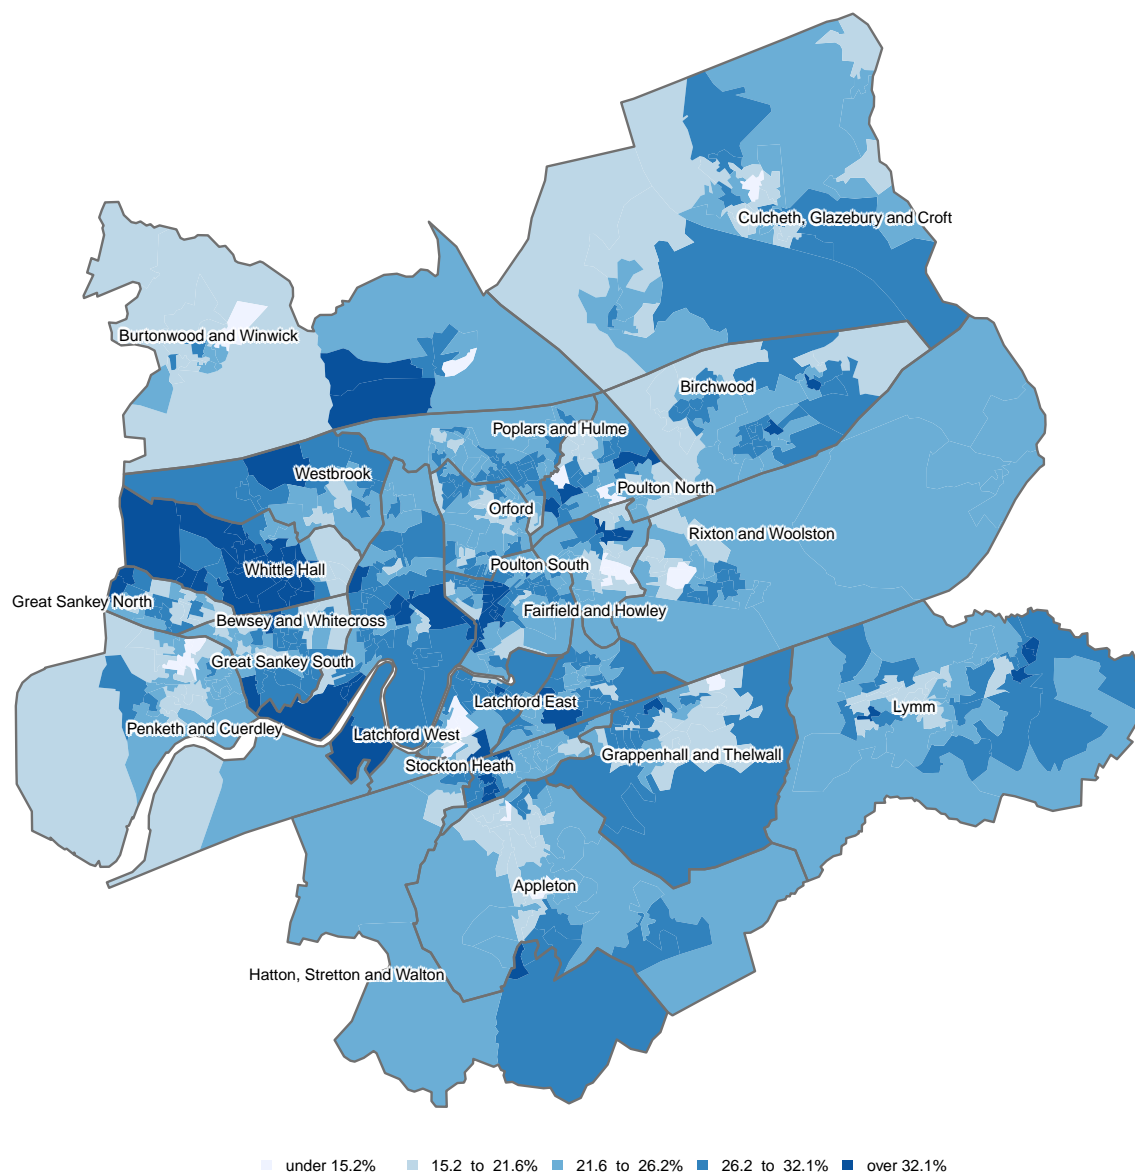 Culcheth, Glazebury and Croft
Burtonwood and Winwick
Birchwood
Poplars and Hulme
Westbrook
Poulton North
Orford
Rixton and Woolston
Poulton South
Whittle Hall
Great Sankey North
Fairfield and Howley
Bewsey and Whitecross
Great Sankey South
Latchford East
Lymm
Penketh and Cuerdley
Latchford West
Grappenhall and Thelwall
Stockton Heath
Appleton
Hatton, Stretton and Walton
under 15.2% 15.2 to 21.6% 21.6 to 26.2% 26.2 to 32.1% over 32.1%